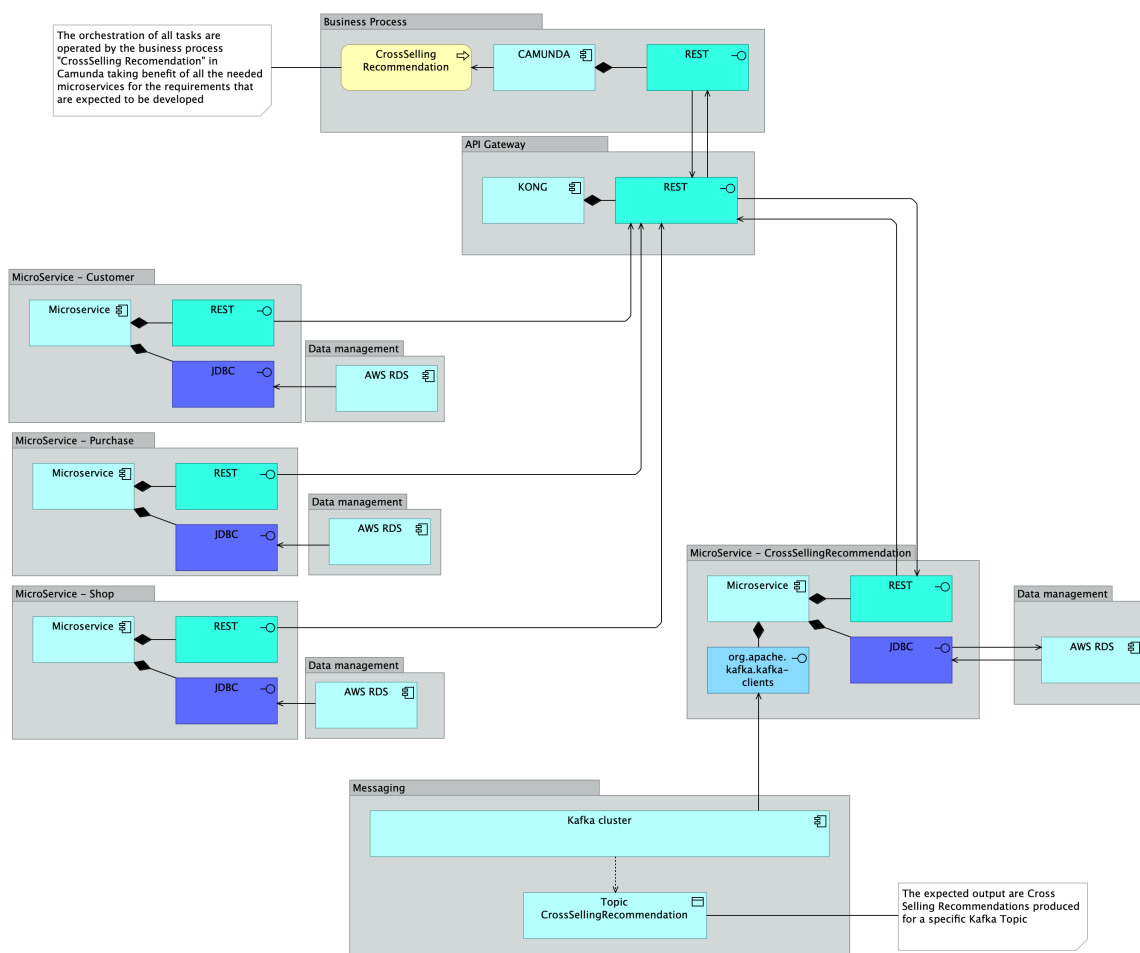 Business Process
The orchestration of all tasks are
operated by the business process
"CrossSelling Recomendation" in
Camunda taking benefit of all the needed
microservices for the requirements that
are expected to be developed
CrossSelling
Recommendation
CAMUNDA
REST
API Gateway
KONG
REST
MicroService – Customer
Microservice
REST
JDBC
Data management
AWS RDS
MicroService – Purchase
Microservice
REST
JDBC
Data management
AWS RDS
MicroService – Shop
Microservice
REST
JDBC
Data management
AWS RDS
MicroService – CrossSellingRecommendation
Microservice
REST
JDBC
org.apache.
kafka.kafka–
clients
Data management
AWS RDS
Messaging
Kafka cluster
Topic
CrossSellingRecommendation
The expected output are Cross
Selling Recommendations produced
for a specific Kafka Topic